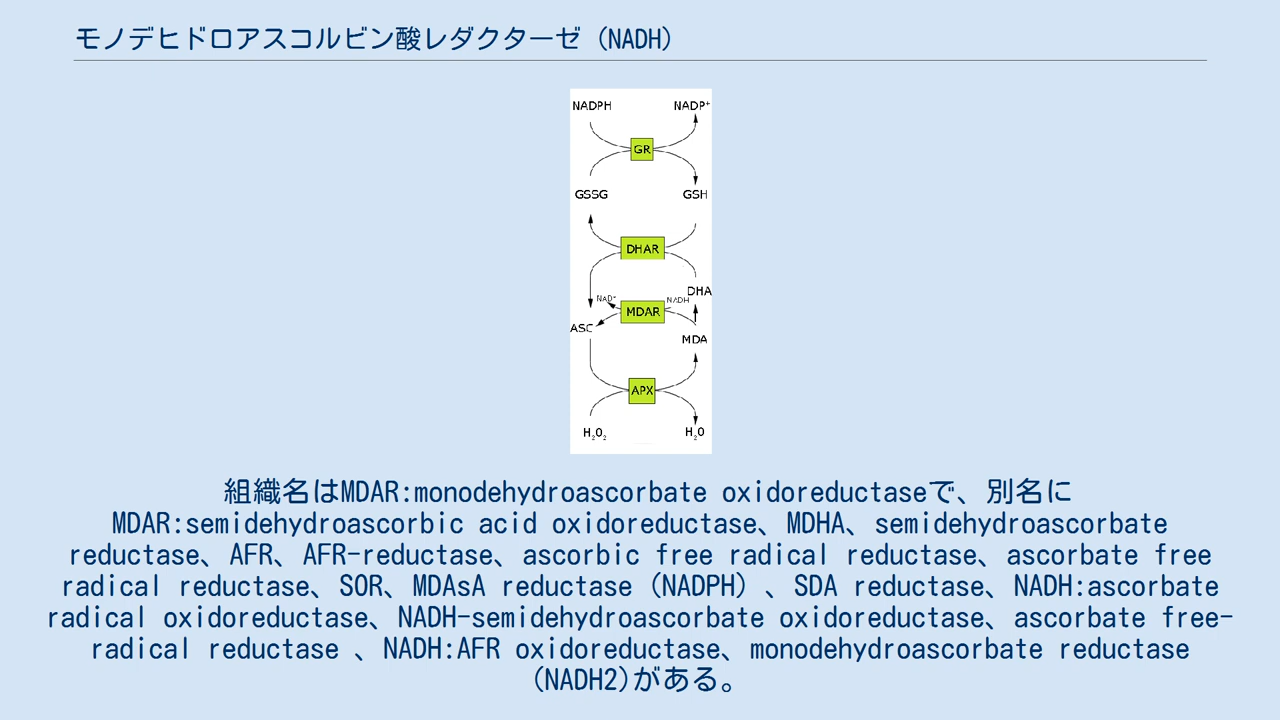 モノデヒドロアスコルビン酸レダクターゼ (NADH)
NADPH NADP⁺
GR
GSSG GSH
DHAR
DHA
NAD⁺ NADH
MDAR
ASC
MDA
APX
H₂O₂ H₂O
組織名はMDAR:monodehydroascorbate oxidoreductaseで、別名に
MDAR:semidehydroascorbic acid oxidoreductase、MDHA、semidehydroascorbate
reductase、AFR、AFR-reductase、ascorbic free radical reductase、ascorbate free
radical reductase、SOR、MDAsA reductase (NADPH) 、SDA reductase、NADH:ascorbate
radical oxidoreductase、NADH-semidehydroascorbate oxidoreductase、ascorbate free-
radical reductase 、NADH:AFR oxidoreductase、monodehydroascorbate reductase
(NADH2)がある。